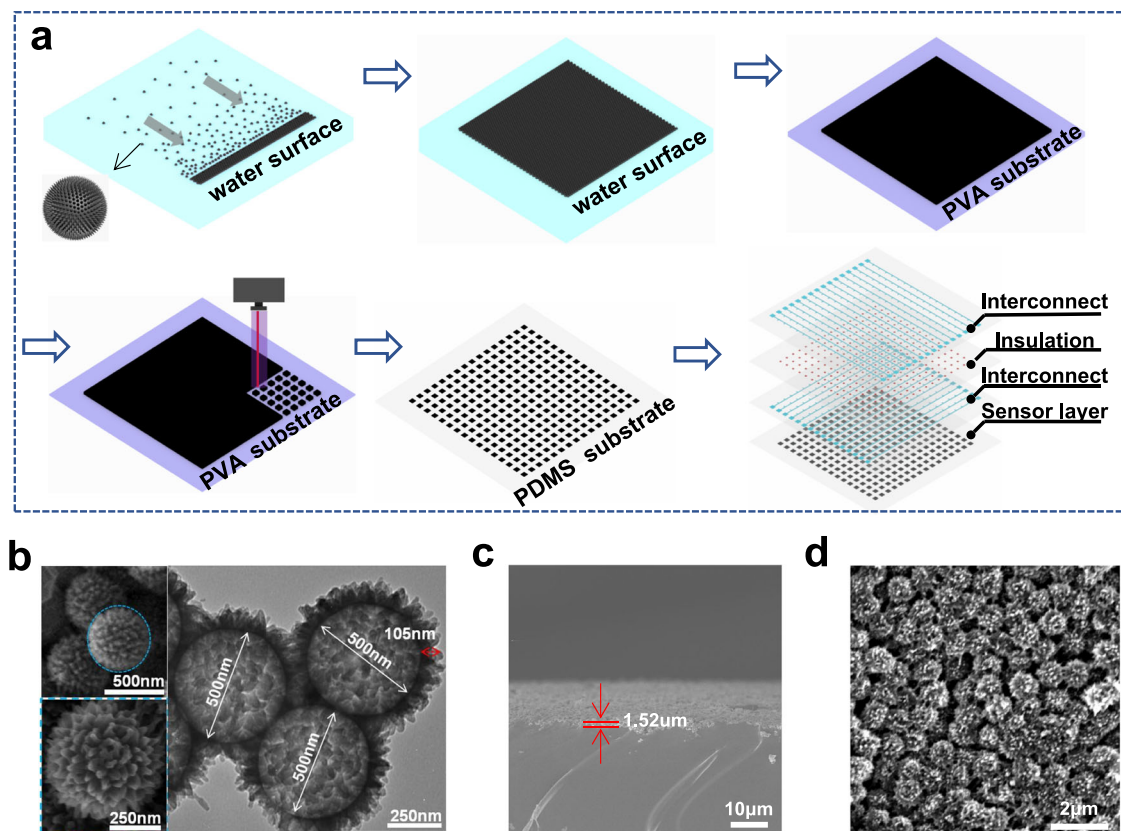 a
water surface
water surface
PVA substrate
PVA substrate
PDMS substrate
Interconnect
Insulation
Interconnect
Sensor layer
b
500nm
250nm
500nm
500nm
500nm
105nm
250nm
c
1.52um
10μm
d
2μm